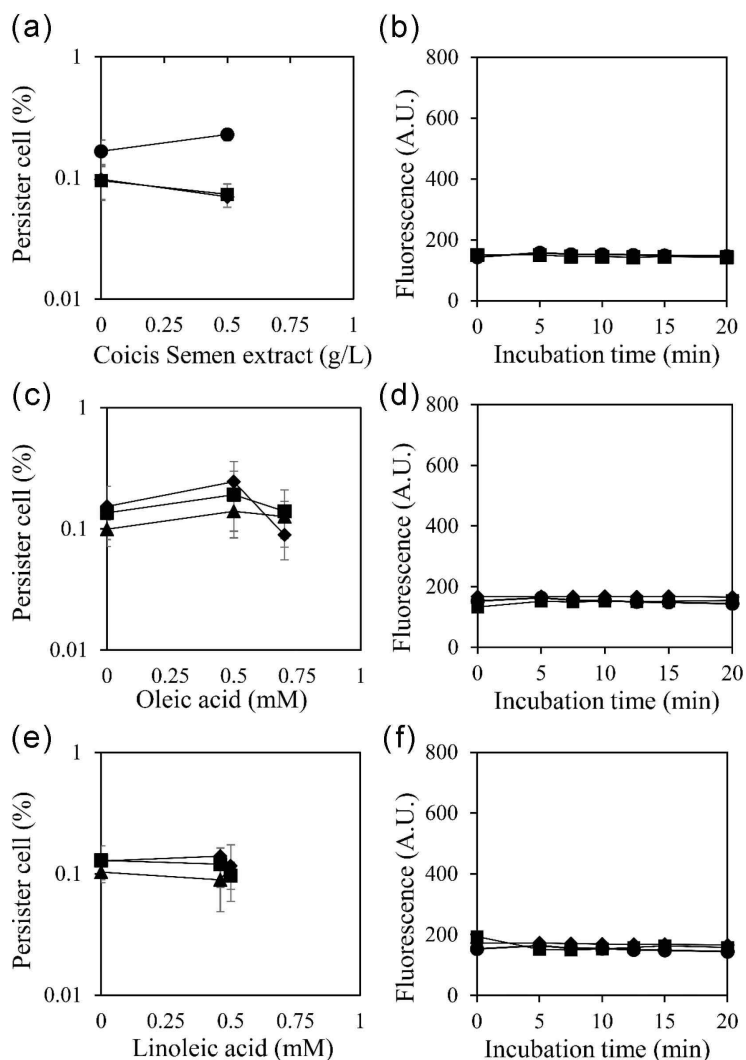 (a)
1
0.1
0.01
Persister cell (%)
0 0.25 0.5 0.75 1
Coicis Semen extract (g/L)
(b)
800
600
400
200
0
Fluorescence (A.U.)
0 5 10 15 20
Incubation time (min)
(c)
1
0.1
0.01
Persister cell (%)
0 0.25 0.5 0.75 1
Oleic acid (mM)
(d)
800
600
400
200
0
Fluorescence (A.U.)
0 5 10 15 20
Incubation time (min)
(e)
1
0.1
0.01
Persister cell (%)
0 0.25 0.5 0.75 1
Linoleic acid (mM)
(f)
800
600
400
200
0
Fluorescence (A.U.)
0 5 10 15 20
Incubation time (min)